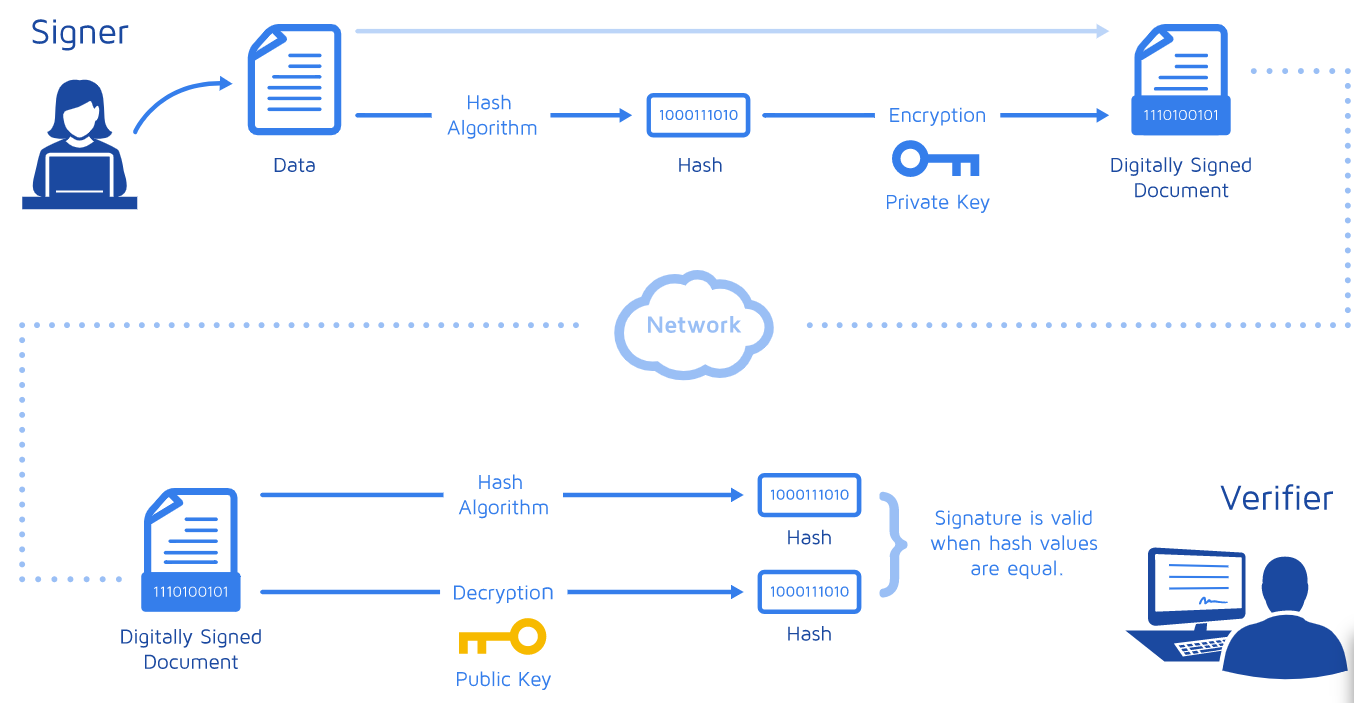 Signer
Data
Hash
Algorithm
1000111010
Hash
Encryption
Private Key
1110100101
Digitally Signed
Document
Network
1110100101
Digitally Signed
Document
Hash
Algorithm
1000111010
Hash
Decryption
Public Key
1000111010
Hash
Signature is valid
when hash values
are equal.
Verifier